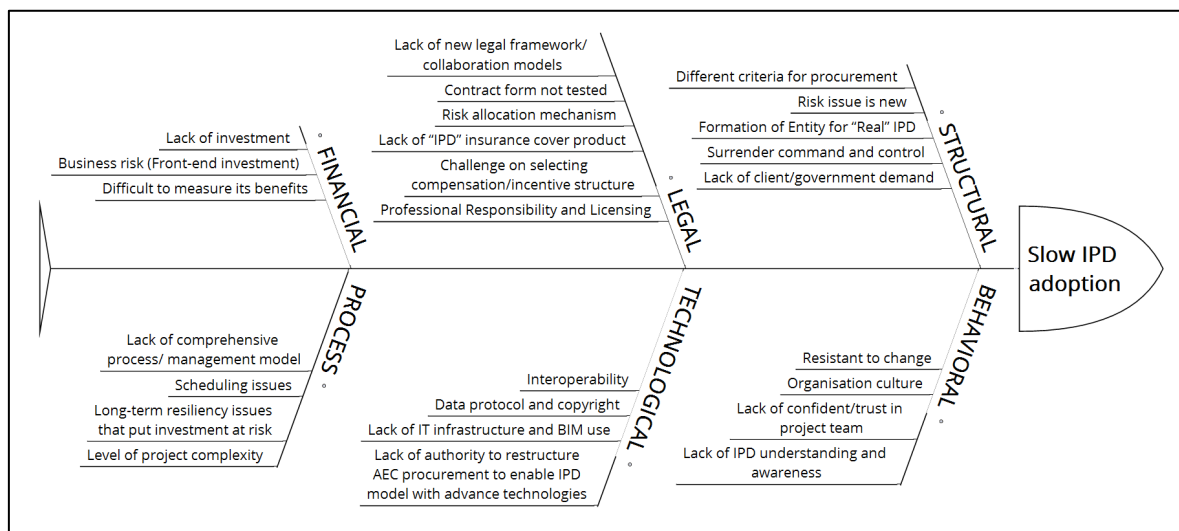 Lack of investment
Business risk (Front-end investment)
Difficult to measure its benefits
FINANCIAL
Lack of new legal framework/
collaboration models
Contract form not tested
Risk allocation mechanism
Lack of “IPD” insurance cover product
Challenge on selecting
compensation/incentive structure
Professional Responsibility and Licensing
LEGAL
Different criteria for procurement
Risk issue is new
Formation of Entity for “Real” IPD
Surrender command and control
Lack of client/government demand
STRUCTURAL
Slow IPD
adoption
PROCESS
Lack of comprehensive
process/ management model
Scheduling issues
Long-term resiliency issues
that put investment at risk
Level of project complexity
TECHNOLOGICAL
Interoperability
Data protocol and copyright
Lack of IT infrastructure and BIM use
Lack of authority to restructure
AEC procurement to enable IPD
model with advance technologies
BEHAVIORAL
Resistant to change
Organisation culture
Lack of confident/trust in
project team
Lack of IPD understanding and
awareness